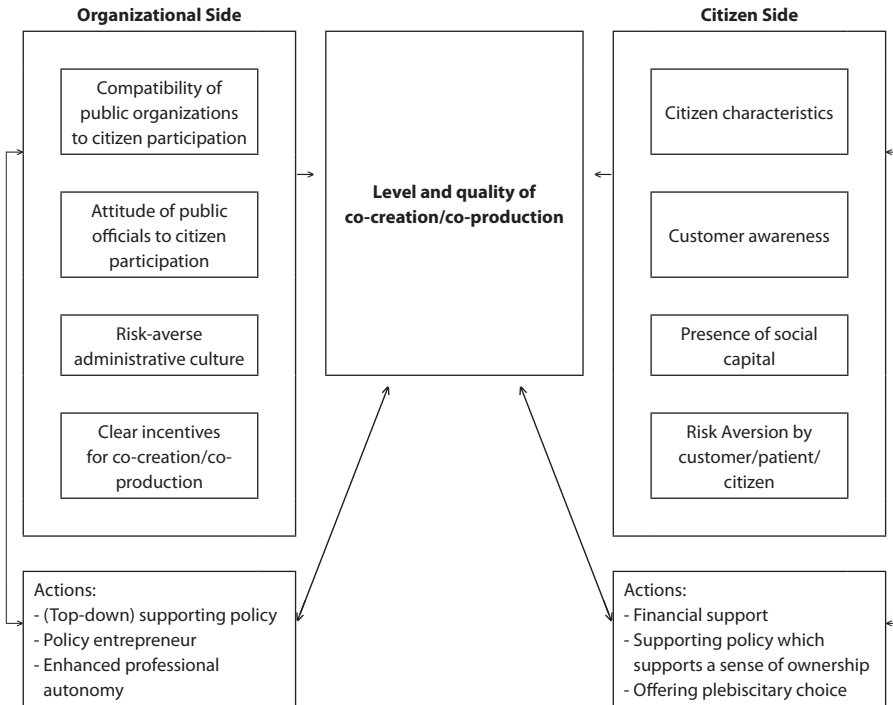 Organizational Side
Compatibility of
public organizations
to citizen participation
Attitude of public
officials to citizen
participation
Risk-averse
administrative culture
Clear incentives
for co-creation/co-
production
Actions:
- (Top-down) supporting policy
- Policy entrepreneur
- Enhanced professional
autonomy
Level and quality of
co-creation/co-production
Citizen Side
Citizen characteristics
Customer awareness
Presence of social
capital
Risk Aversion by
customer/patient/
citizen
Actions:
- Financial support
- Supporting policy which
supports a sense of ownership
- Offering plebiscitary choice